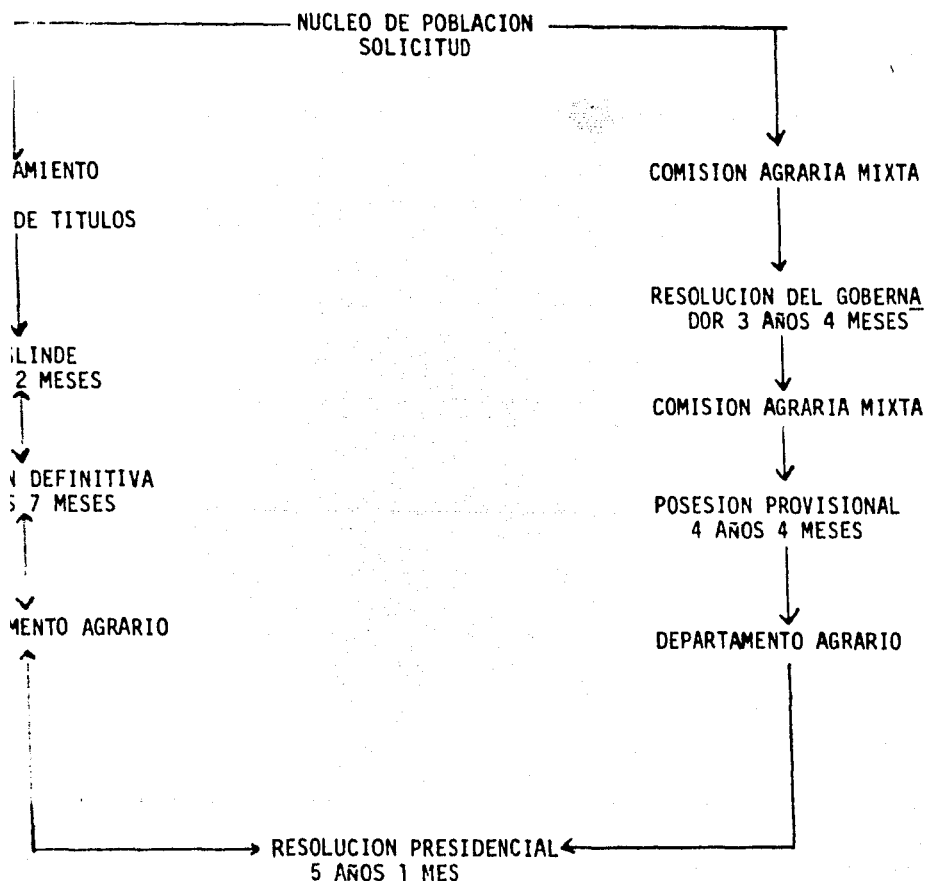 NUCLEO DE POBLACION
SOLICITUD
AMIENTO
DE TITULOS
COMISION AGRARIA MIXTA
RESOLUCION DEL GOBERNA
DOR 3 AÑOS 4 MESES
LINDE
2 MESES
COMISION AGRARIA MIXTA
N DEFINITIVA
S 7 MESES
POSESION PROVISIONAL
4 AÑOS 4 MESES
MENTO AGRARIO
DEPARTAMENTO AGRARIO
RESOLUCION PRESIDENCIAL
5 AÑOS 1 MES